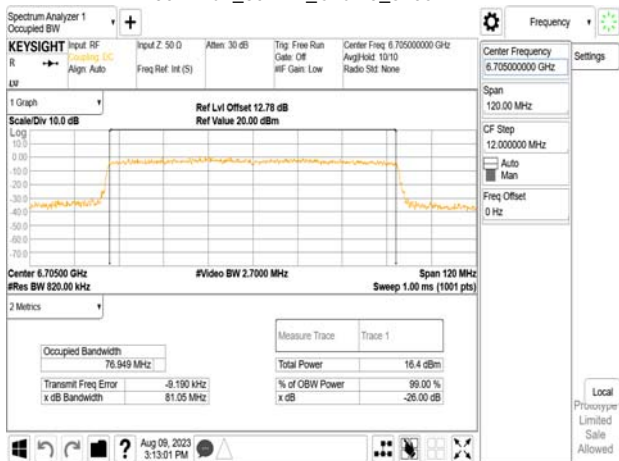 Spectrum Analyzer 1
Occupied BW
Frequency
KEYSIGHT Input: RF Input Z: 50 Ω Atten: 30 dB Trig: Free Run Center Freq: 6.705000000 GHz
R Coupling: DC Gate: Off Avg|Hold: 10/10
Align: Auto Freq Ref: Int (S) #IF Gain: Low Radio Std: None
LXI
Center Frequency
6.705000000 GHz
Settings
Span
120.00 MHz
CF Step
12.000000 MHz
Auto
Man
Freq Offset
0 Hz
1 Graph
Ref Lvl Offset 12.78 dB
Scale/Div 10.0 dB Ref Value 20.00 dBm
Log
10.0
0.00
-10.0
-20.0
-30.0
-40.0
-50.0
-60.0
-70.0
Center 6.70500 GHz #Video BW 2.7000 MHz Span 120 MHz
#Res BW 820.00 kHz Sweep 1.00 ms (1001 pts)
2 Metrics
Measure Trace Trace 1
Occupied Bandwidth
76.949 MHz
Total Power 16.4 dBm
Transmit Freq Error -9.190 kHz % of OBW Power 99.00 %
x dB Bandwidth 81.05 MHz x dB -26.00 dB
Local
Prototype
Limited
Sale
Allowed
Aug 09, 2023
3:13:01 PM